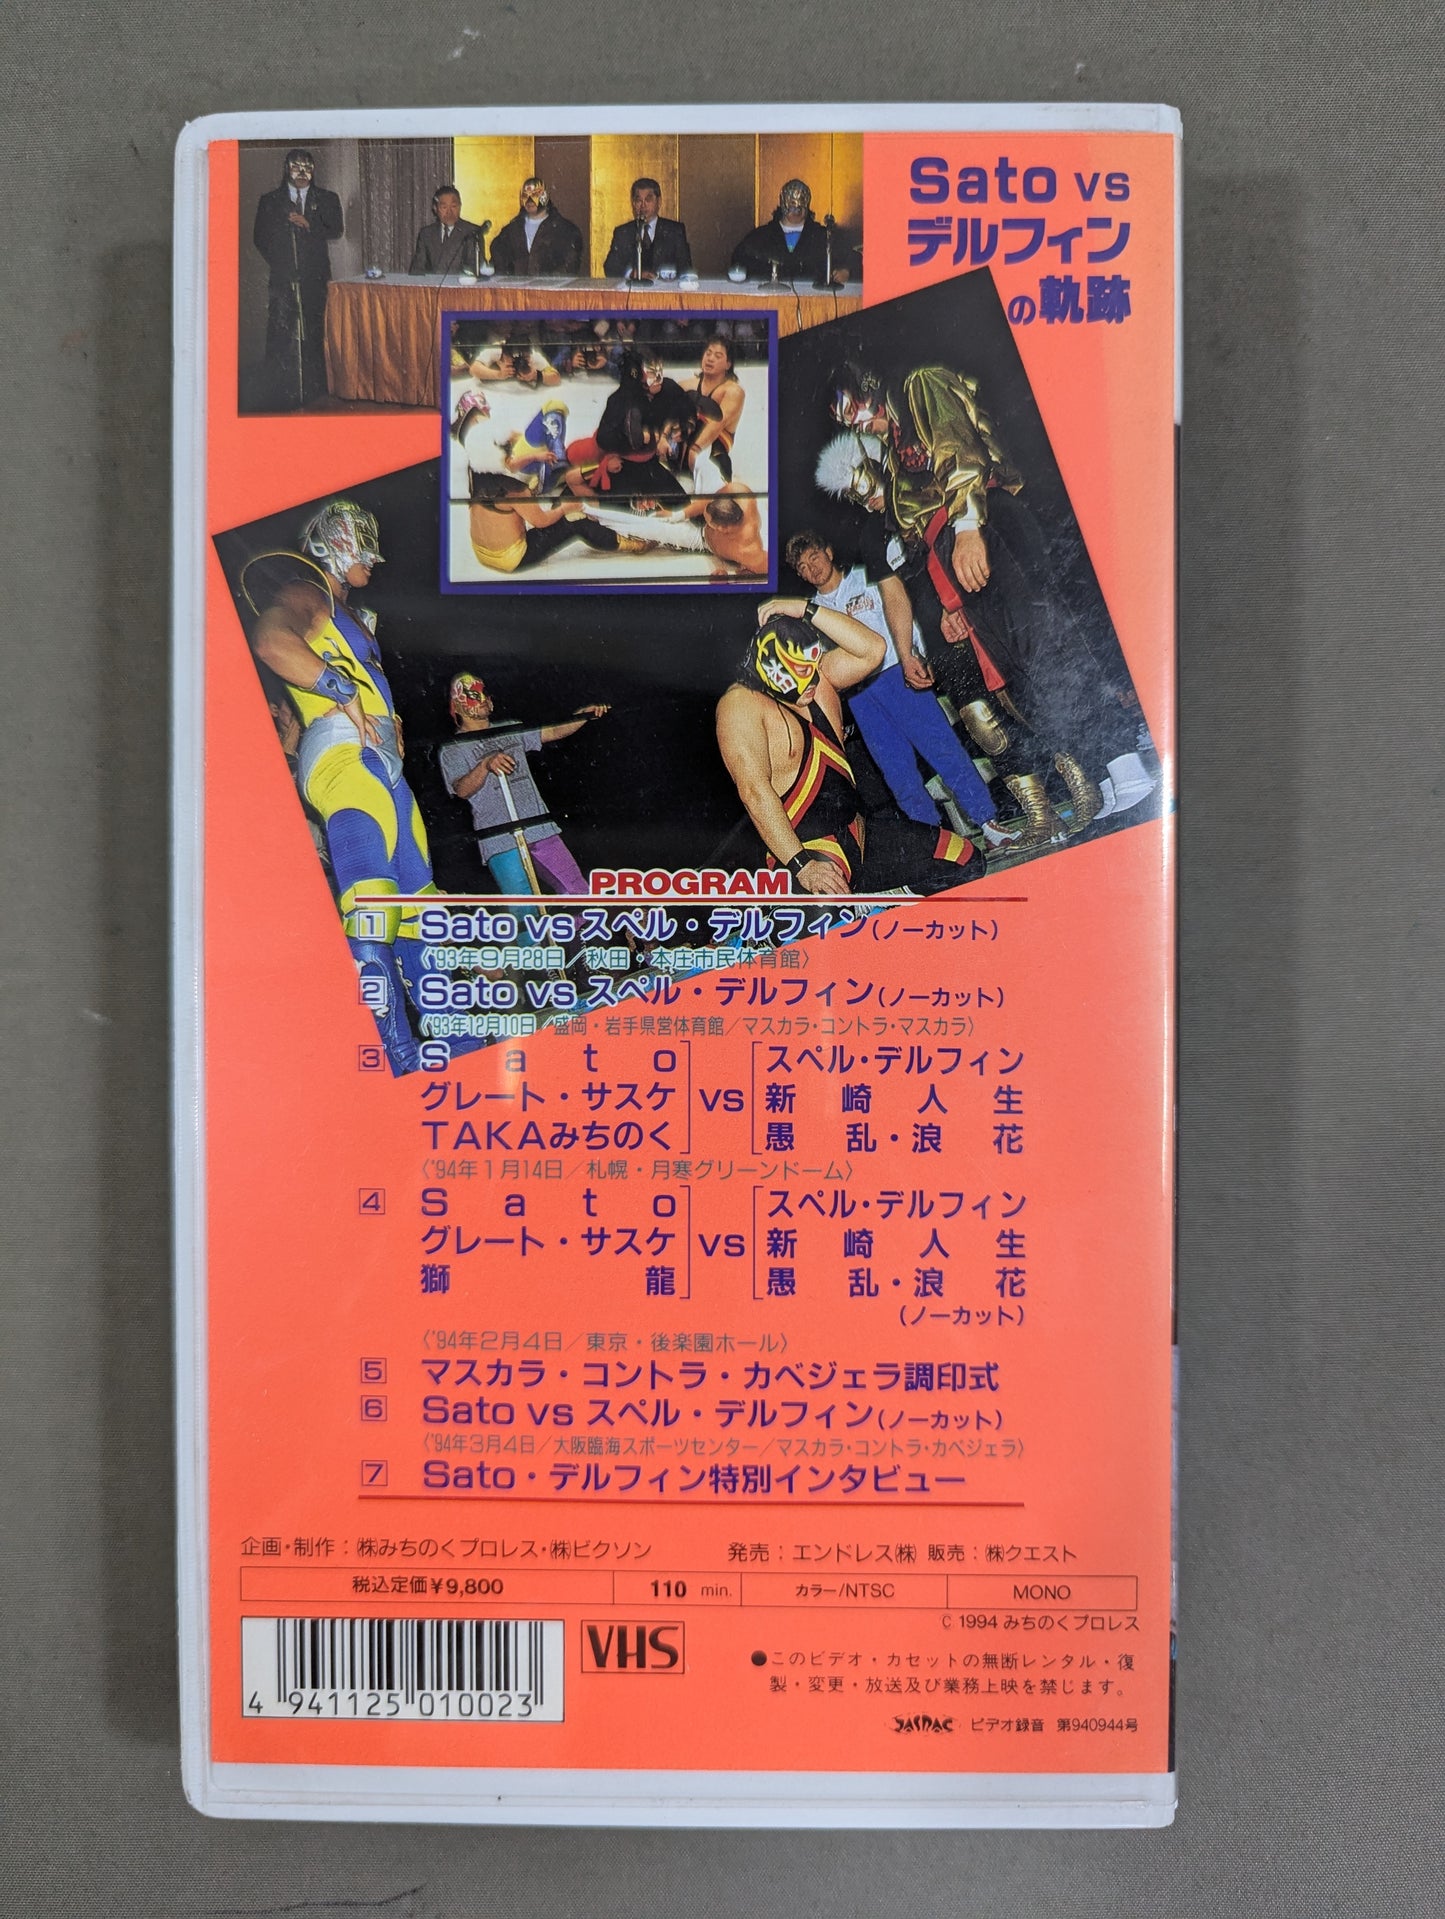 Sato vs
デルフィン
の軌跡
PROGRAM
1 Sato vs スペル・デルフィン(ノーカット)
〈'93年9月28日／秋田・本庄市民体育館〉
2 Sato vs スペル・デルフィン(ノーカット)
〈'93年12月10日／盛岡・岩手県営体育館／マスカラ・コントラ・マスカラ〉
3 Sato スペル・デルフィン
グレート・サスケ vs 新崎人生
TAKAみちのく 愚乱・浪花
〈'94年1月14日／札幌・月寒グリーンドーム〉
4 Sato スペル・デルフィン
グレート・サスケ vs 新崎人生
獅龍 愚乱・浪花
(ノーカット)
〈'94年2月4日／東京・後楽園ホール〉
5 マスカラ・コントラ・カベジェラ調印式
6 Sato vs スペル・デルフィン(ノーカット)
〈'94年3月4日／大阪臨海スポーツセンター／マスカラ・コントラ・カベジェラ〉
7 Sato・デルフィン特別インタビュー
企画・制作：㈱みちのくプロレス・㈱ビクソン 発売：エンドレス㈱ 販売：㈱クエスト
税込定価¥9,800 110 min. カラー/NTSC MONO
© 1994 みちのくプロレス
VHS
●このビデオ・カセットの無断レンタル・復
製・変更・放送及び業務上映を禁じます。
4 941125 010023
JASRAC ビデオ録音 第940944号